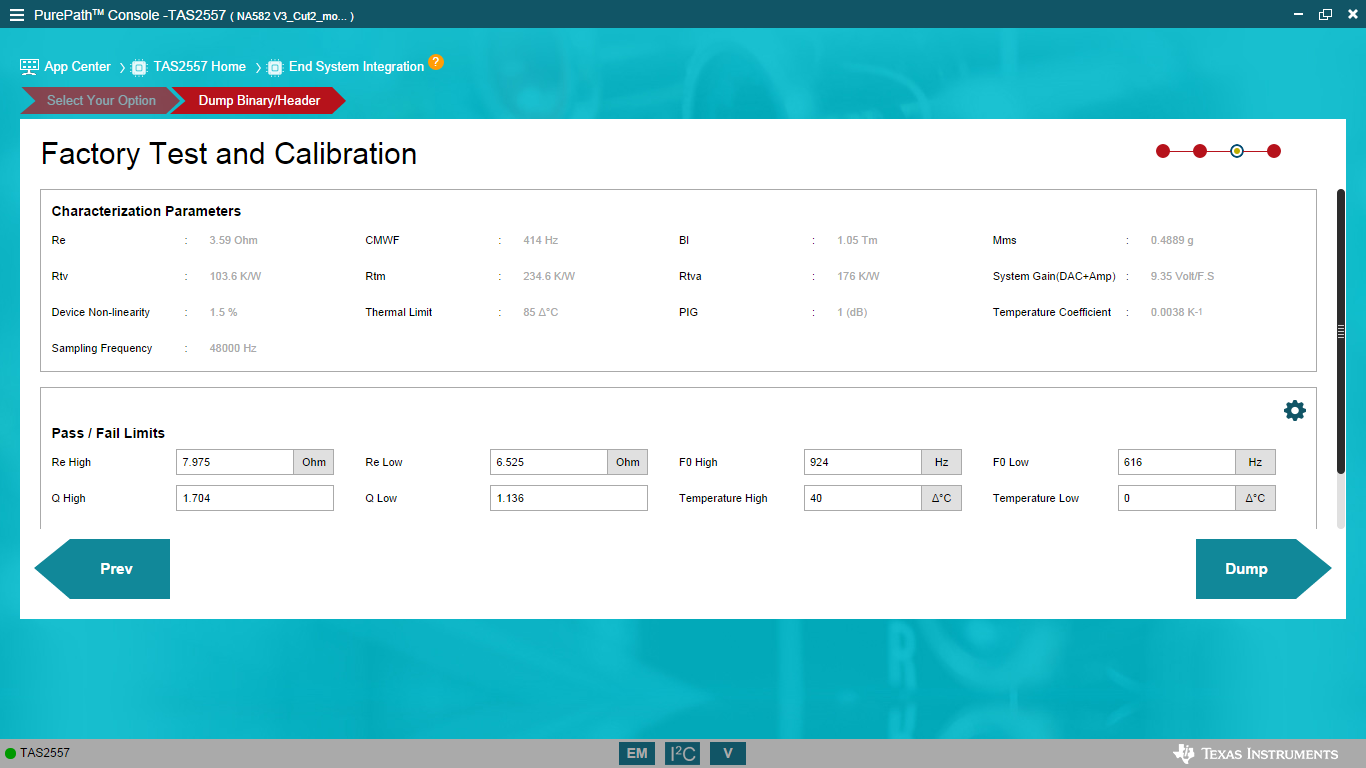 PurePath™ Console -TAS2557 ( NA582 V3_Cut2_mo... )
App Center > TAS2557 Home > End System Integration ?
Select Your Option Dump Binary/Header
Factory Test and Calibration
Characterization Parameters
Re : 3.59 Ohm CMWF : 414 Hz Bl : 1.05 Tm Mms : 0.4889 g
Rtv : 103.6 K/W Rtm : 234.6 K/W Rtva : 176 K/W System Gain(DAC+Amp) : 9.35 Volt/F.S
Device Non-linearity : 1.5 % Thermal Limit : 85 Δ°C PIG : 1 (dB) Temperature Coefficient : 0.0038 K-1
Sampling Frequency : 48000 Hz
Pass / Fail Limits
Re High 7.975 Ohm Re Low 6.525 Ohm F0 High 924 Hz F0 Low 616 Hz
Q High 1.704 Q Low 1.136 Temperature High 40 Δ°C Temperature Low 0 Δ°C
Prev Dump
TAS2557 EM I²C V TEXAS INSTRUMENTS